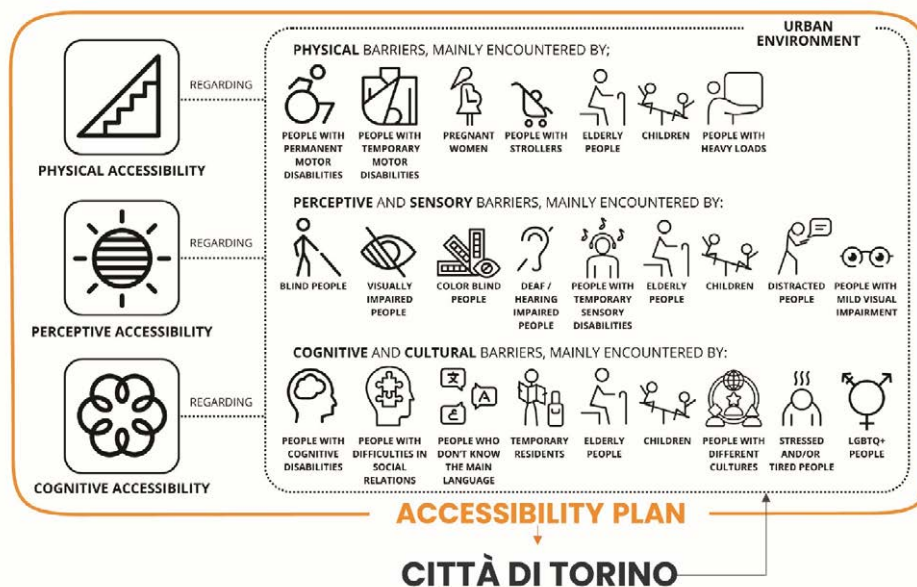 URBAN
ENVIRONMENT
PHYSICAL BARRIERS, MAINLY ENCOUNTERED BY;
REGARDING
PEOPLE WITH
PERMANENT
MOTOR
DISABILITIES
PEOPLE WITH
TEMPORARY
MOTOR
DISABILITIES
PREGNANT
WOMEN
PEOPLE WITH
STROLLERS
ELDERLY
PEOPLE
CHILDREN
PEOPLE WITH
HEAVY LOADS
PHYSICAL ACCESSIBILITY
PERCEPTIVE AND SENSORY BARRIERS, MAINLY ENCOUNTERED BY:
REGARDING
BLIND PEOPLE
VISUALLY
IMPAIRED
PEOPLE
COLOR BLIND
PEOPLE
DEAF /
HEARING
IMPAIRED
PEOPLE
PEOPLE WITH
TEMPORARY
SENSORY
DISABILITIES
ELDERLY
PEOPLE
CHILDREN
DISTRACTED
PEOPLE
PEOPLE WITH
MILD VISUAL
IMPAIRMENT
PERCEPTIVE ACCESSIBILITY
COGNITIVE AND CULTURAL BARRIERS, MAINLY ENCOUNTERED BY:
REGARDING
文
A
ع
PEOPLE WITH
COGNITIVE
DISABILITIES
PEOPLE WITH
DIFFICULTIES IN
SOCIAL
RELATIONS
PEOPLE WHO
DON'T KNOW
THE MAIN
LANGUAGE
TEMPORARY
RESIDENTS
ELDERLY
PEOPLE
CHILDREN
PEOPLE WITH
DIFFERENT
CULTURES
STRESSED
AND/OR
TIRED PEOPLE
LGBTQ+
PEOPLE
COGNITIVE ACCESSIBILITY
ACCESSIBILITY PLAN
CITTÀ DI TORINO